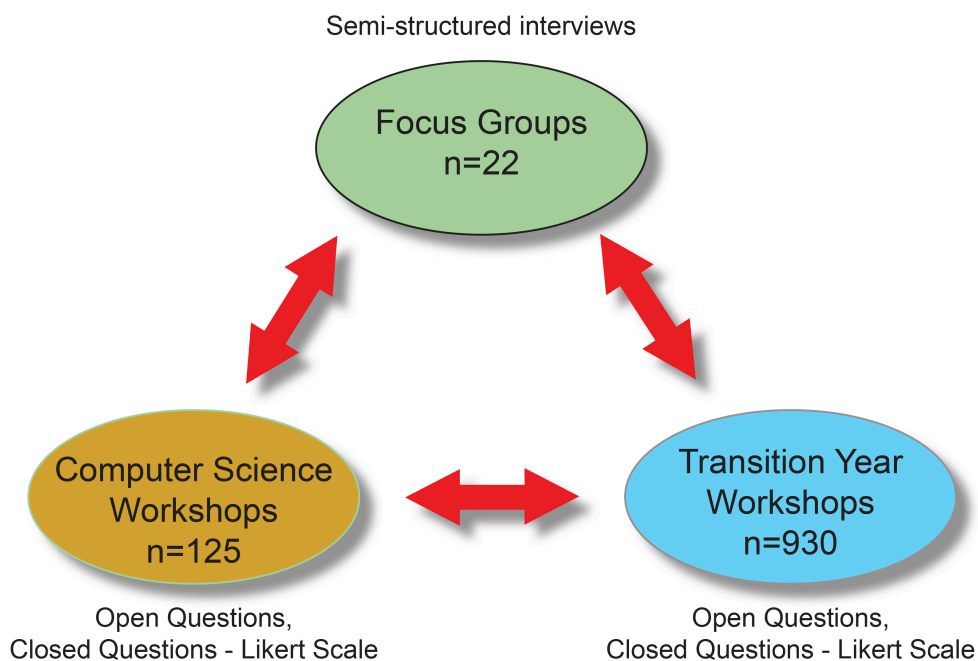 Semi-structured interviews
Focus Groups
n=22
Computer Science
Workshops
n=125
Open Questions,
Closed Questions - Likert Scale
Transition Year
Workshops
n=930
Open Questions,
Closed Questions - Likert Scale